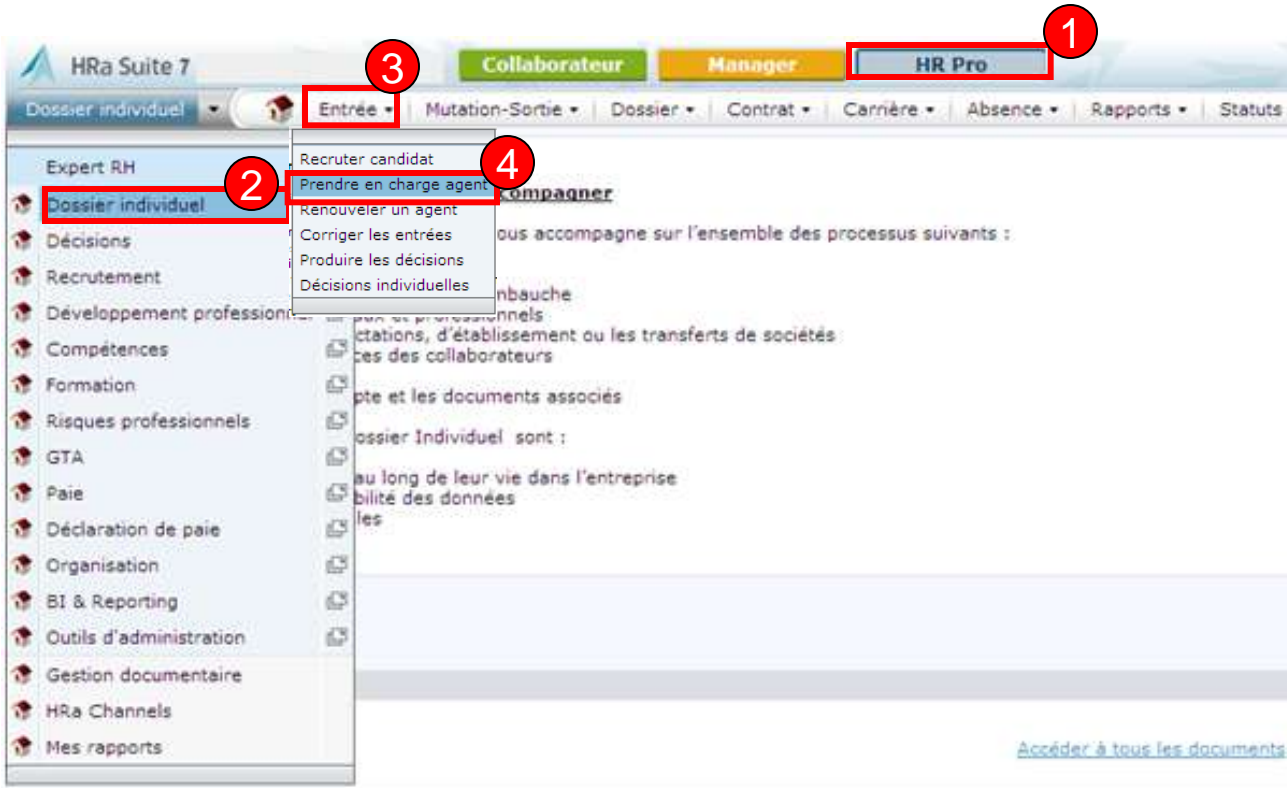 1
HRa Suite 7
3
Collaborateur
Manager
HR Pro
Dossier individuel
Entrée
Mutation-Sortie
Dossier
Contrat
Carrière
Absence
Rapports
Statuts
Expert RH
2
Dossier individuel
Décisions
Recrutement
Développement professionnel
Compétences
Formation
Risques professionnels
GTA
Paie
Déclaration de paie
Organisation
BI & Reporting
Outils d'administration
Gestion documentaire
HRa Channels
Mes rapports
Recruter candidat
4
Prendre en charge agent
Renouveler un agent
Corriger les entrées
Produire les décisions
Décisions individuelles
compagner
ous accompagne sur l'ensemble des processus suivants :
nbauche
aux et professionnels
ctations, d'établissement ou les transferts de sociétés
ces des collaborateurs
pte et les documents associés
ossier Individuel sont :
au long de leur vie dans l'entreprise
bilité des données
les
Accéder à tous les documents